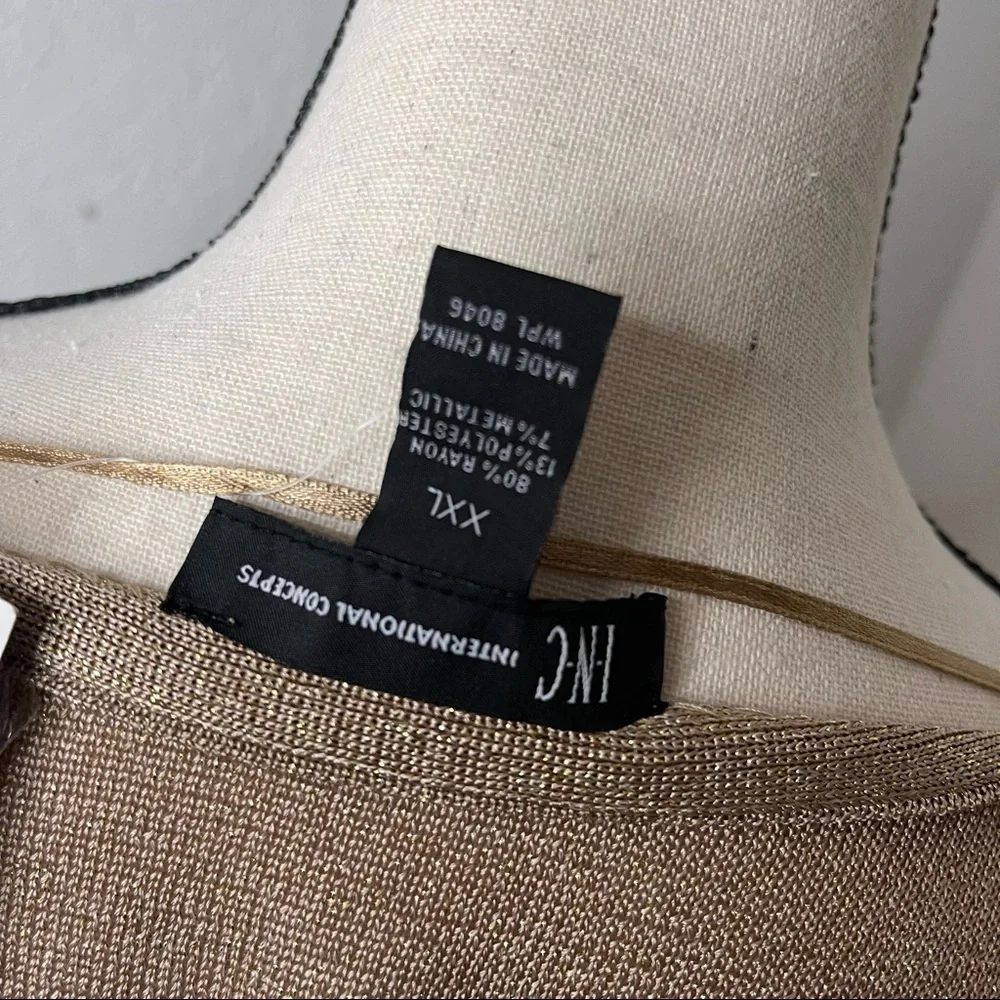 I·N·C
INTERNATIONAL CONCEPTS
XXL
80% RAYON
13% POLYESTER
7% METALLIC
MADE IN CHINA
WPL 8046